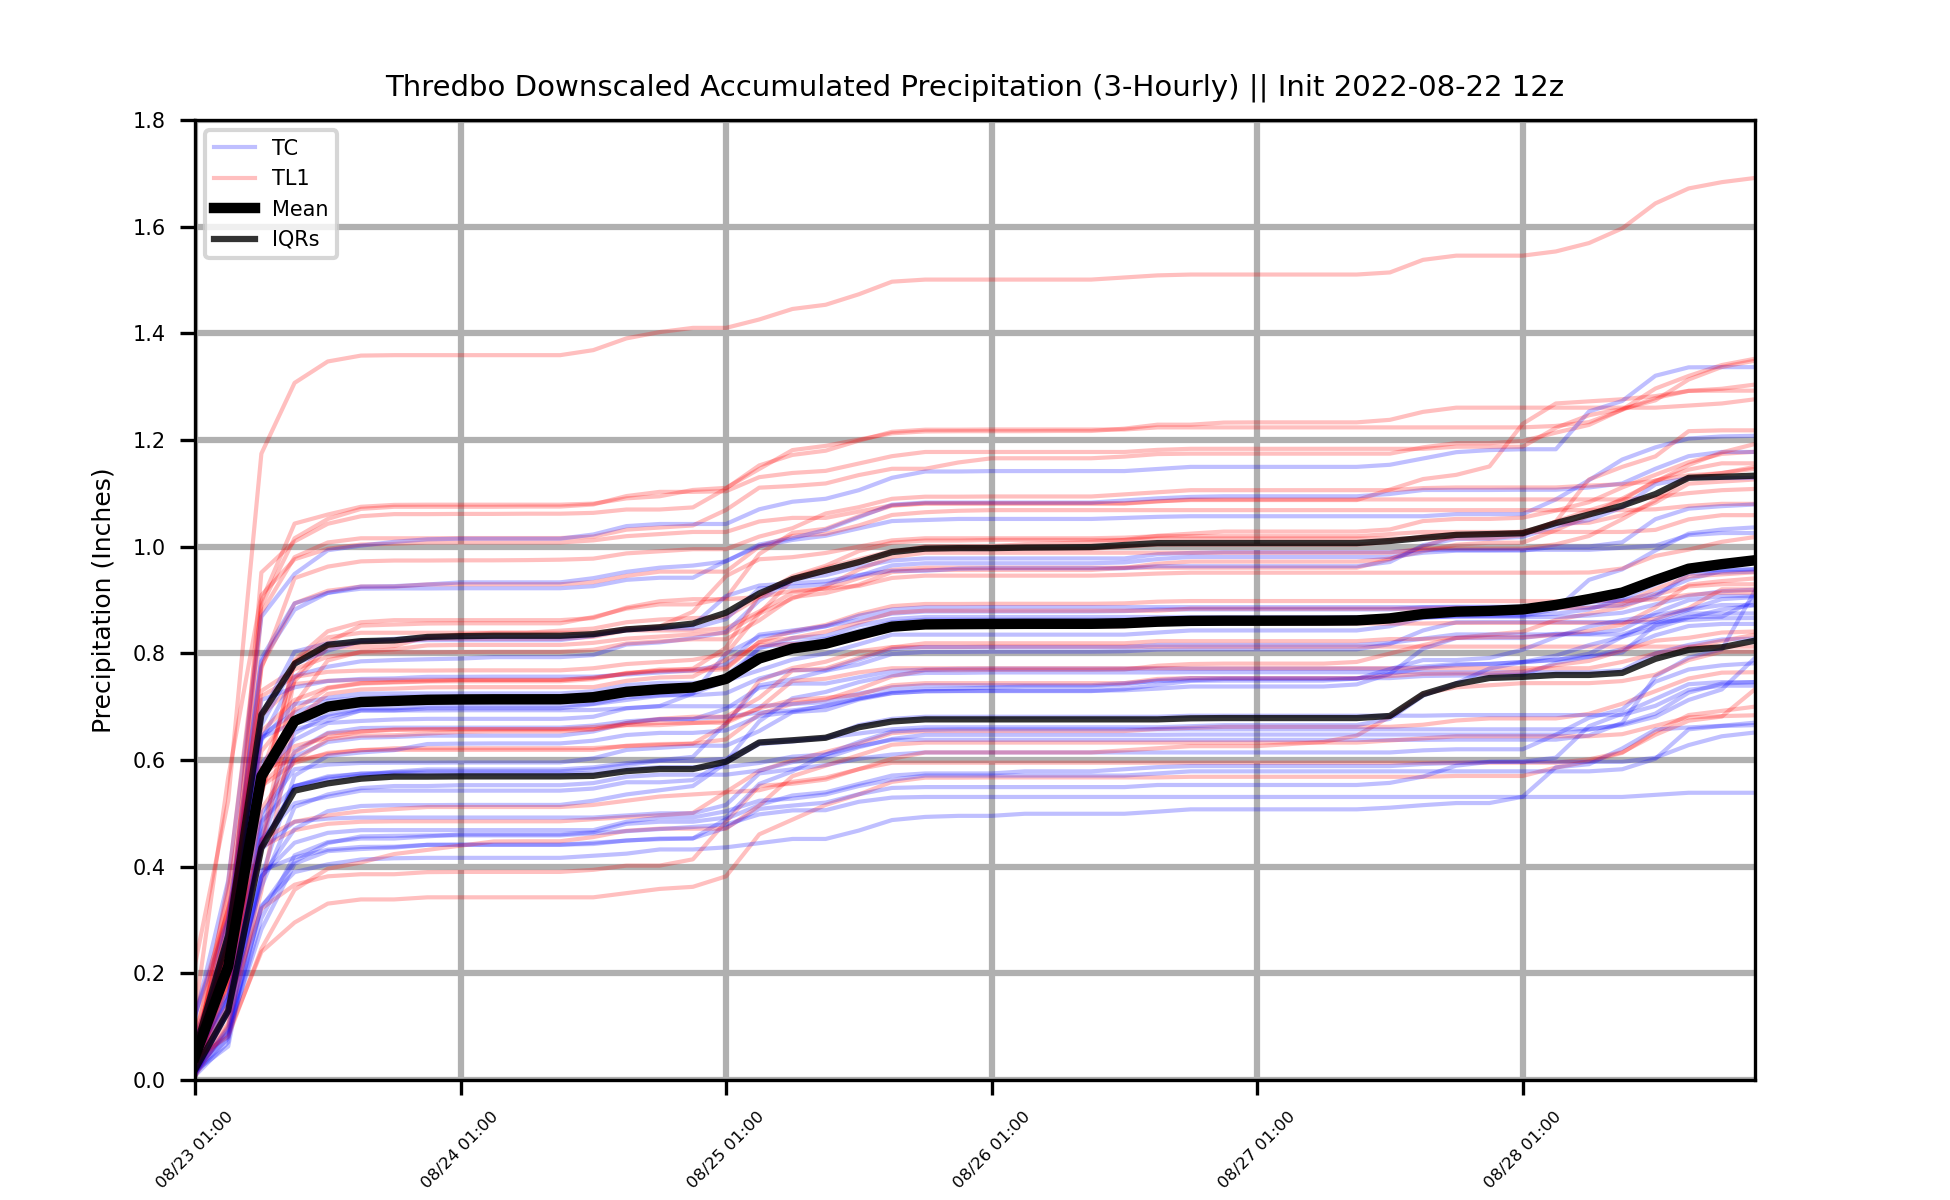 Thredbo Downscaled Accumulated Precipitation (3-Hourly) || Init 2022-08-22 12z
Precipitation (Inches)
1.8
1.6
1.4
1.2
1.0
0.8
0.6
0.4
0.2
0.0
TC
TL1
Mean
IQRs
08/23 01:00
08/24 01:00
08/25 01:00
08/26 01:00
08/27 01:00
08/28 01:00